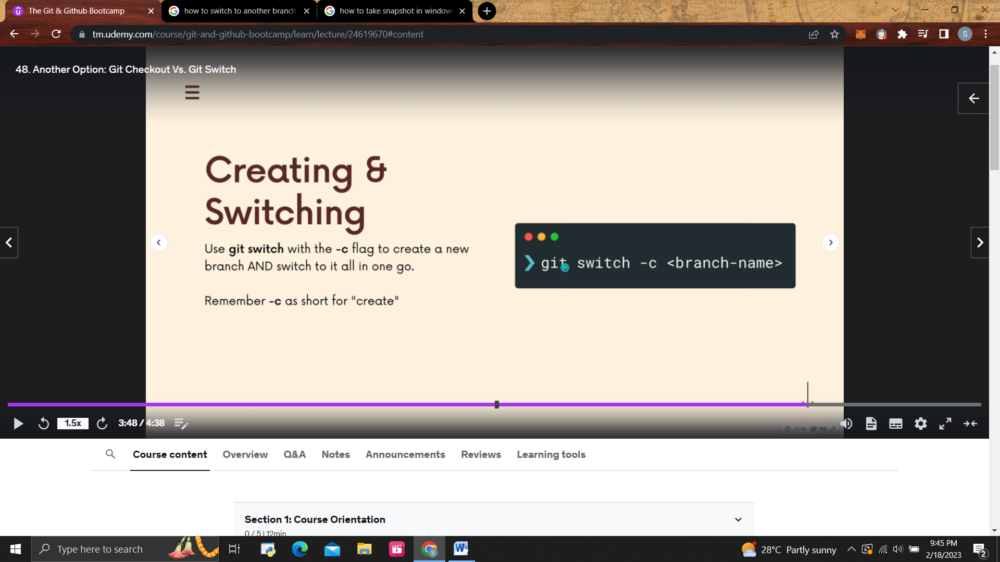 The Git & Github Bootcamp
how to switch to another branch
how to take snapshot in window
tm.udemy.com/course/git-and-github-bootcamp/learn/lecture/24619670#content
S
48. Another Option: Git Checkout Vs. Git Switch
Creating &
Switching
Use git switch with the -c flag to create a new
branch AND switch to it all in one go.
Remember -c as short for "create"
git switch -c <branch-name>
1.5x
3:48 / 4:38
51/82
Course content
Overview
Q&A
Notes
Announcements
Reviews
Learning tools
Section 1: Course Orientation
0 / 5 | 12min
Type here to search
S
W
28°C Partly sunny
9:45 PM
2/18/2023
2